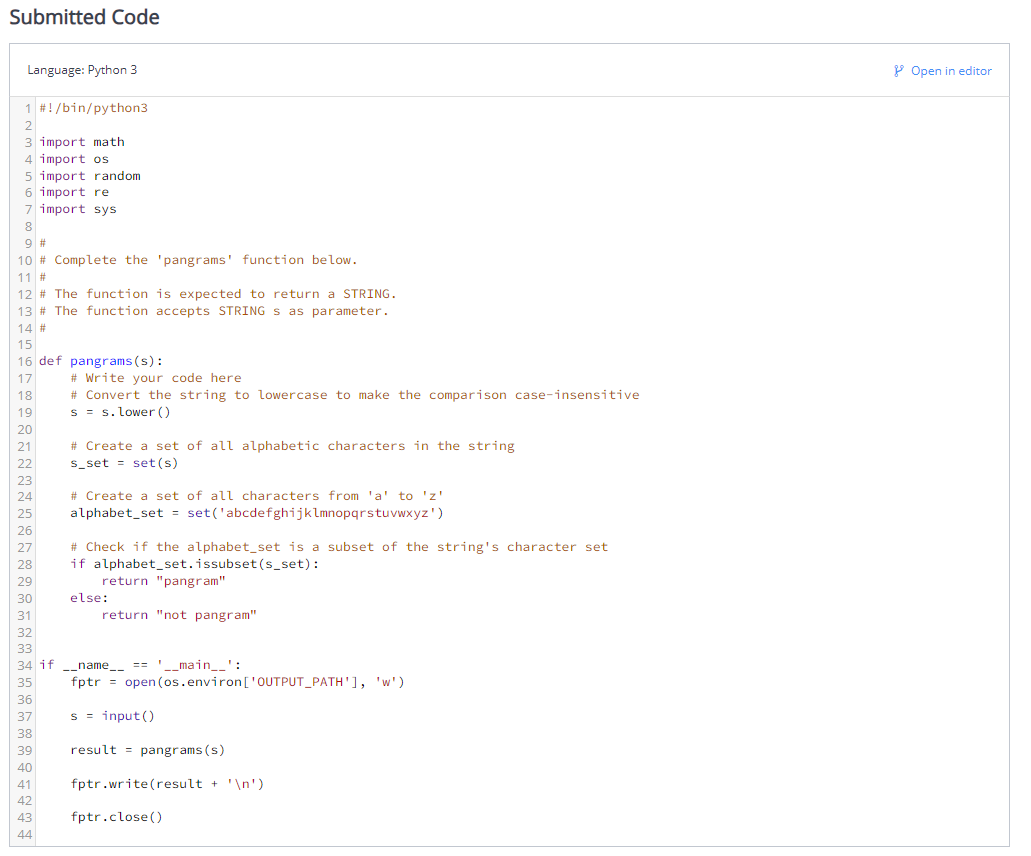 Submitted Code
Language: Python 3
Open in editor
1 #!/bin/python3
2
3 import math
4 import os
5 import random
6 import re
7 import sys
8
9 #
10 # Complete the 'pangrams' function below.
11 #
12 # The function is expected to return a STRING.
13 # The function accepts STRING s as parameter.
14 #
15
16 def pangrams(s):
17     # Write your code here
18     # Convert the string to lowercase to make the comparison case-insensitive
19     s = s.lower()
20
21     # Create a set of all alphabetic characters in the string
22     s_set = set(s)
23
24     # Create a set of all characters from 'a' to 'z'
25     alphabet_set = set('abcdefghijklmnopqrstuvwxyz')
26
27     # Check if the alphabet_set is a subset of the string's character set
28     if alphabet_set.issubset(s_set):
29         return "pangram"
30     else:
31         return "not pangram"
32
33
34 if __name__ == '__main__':
35     fptr = open(os.environ['OUTPUT_PATH'], 'w')
36
37     s = input()
38
39     result = pangrams(s)
40
41     fptr.write(result + '\n')
42
43     fptr.close()
44